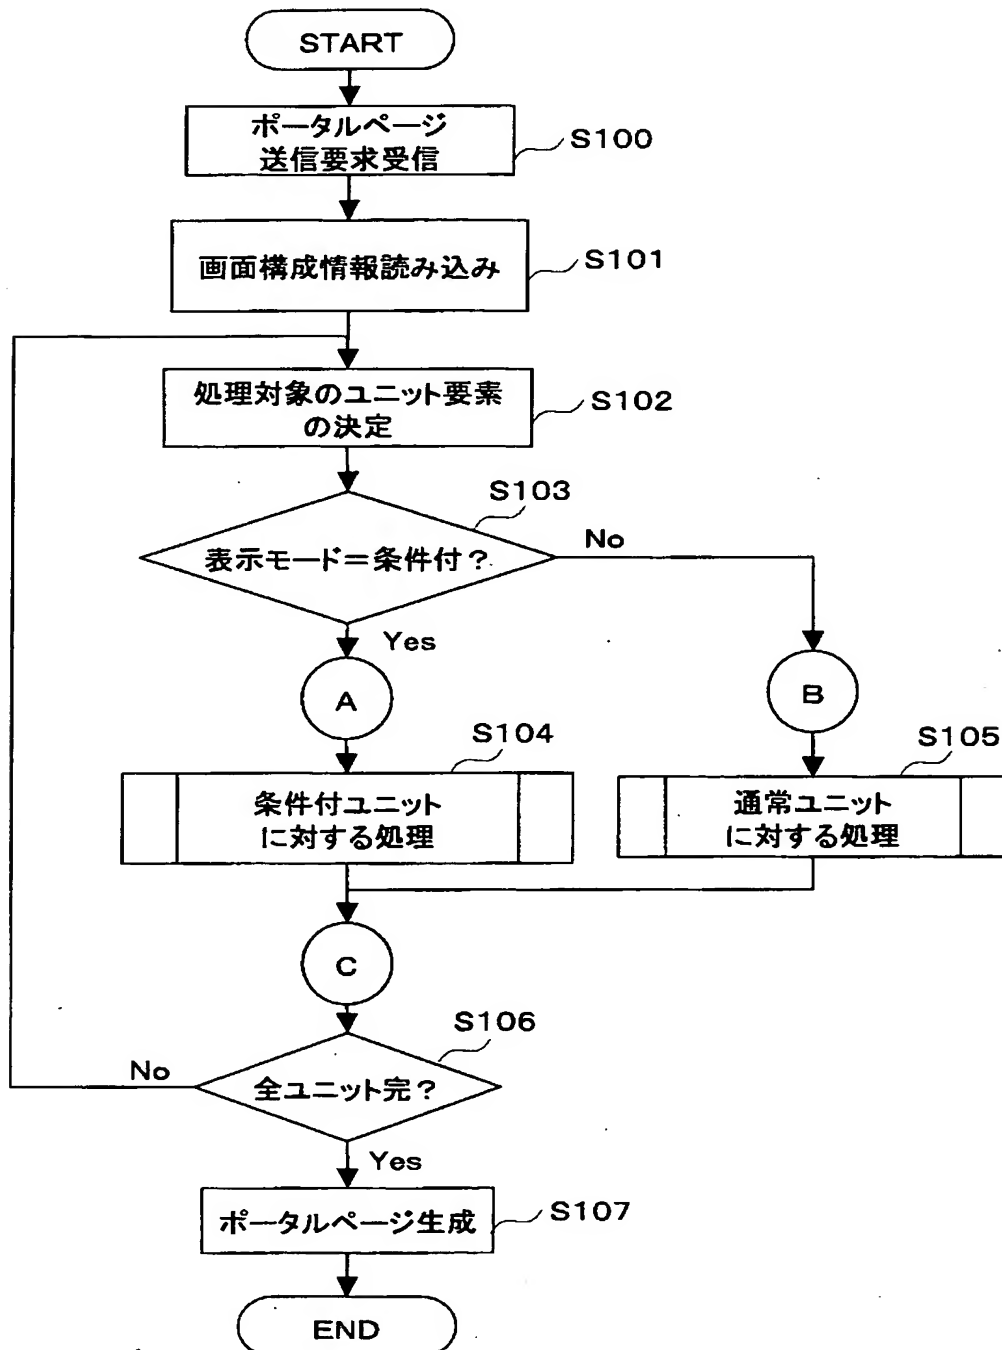 START
ポータルページ
送信要求受信
S100
画面構成情報読み込み
S101
処理対象のユニット要素
の決定
S102
S103
表示モード=条件付?
No
Yes
A
B
S104
条件付ユニット
に対する処理
S105
通常ユニット
に対する処理
C
S106
全ユニット完?
No
Yes
ポータルページ生成
S107
END